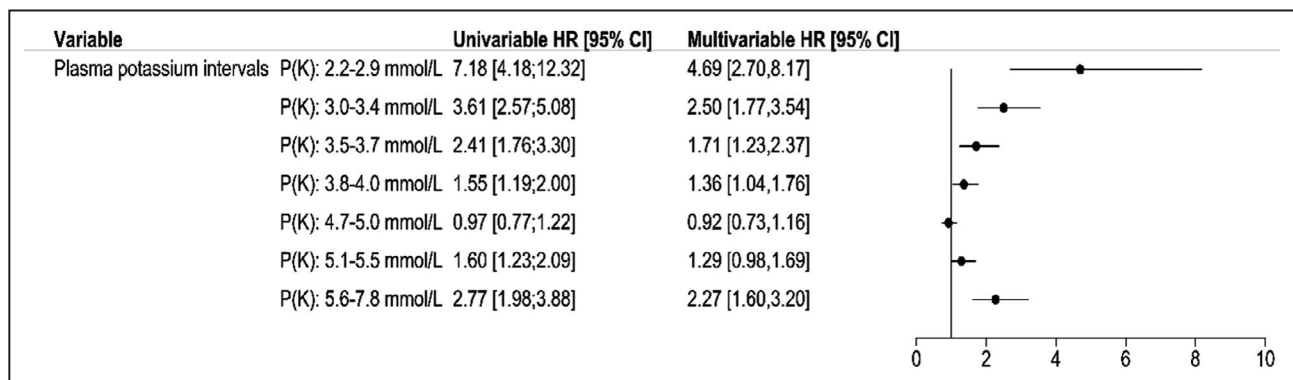 Variable Univariable HR [95% CI] Multivariable HR [95% CI]
Plasma potassium intervals P(K): 2.2-2.9 mmol/L 7.18 [4.18;12.32] 4.69 [2.70,8.17]
P(K): 3.0-3.4 mmol/L 3.61 [2.57;5.08] 2.50 [1.77,3.54]
P(K): 3.5-3.7 mmol/L 2.41 [1.76;3.30] 1.71 [1.23,2.37]
P(K): 3.8-4.0 mmol/L 1.55 [1.19;2.00] 1.36 [1.04,1.76]
P(K): 4.7-5.0 mmol/L 0.97 [0.77;1.22] 0.92 [0.73,1.16]
P(K): 5.1-5.5 mmol/L 1.60 [1.23;2.09] 1.29 [0.98,1.69]
P(K): 5.6-7.8 mmol/L 2.77 [1.98;3.88] 2.27 [1.60,3.20]
0 2 4 6 8 10